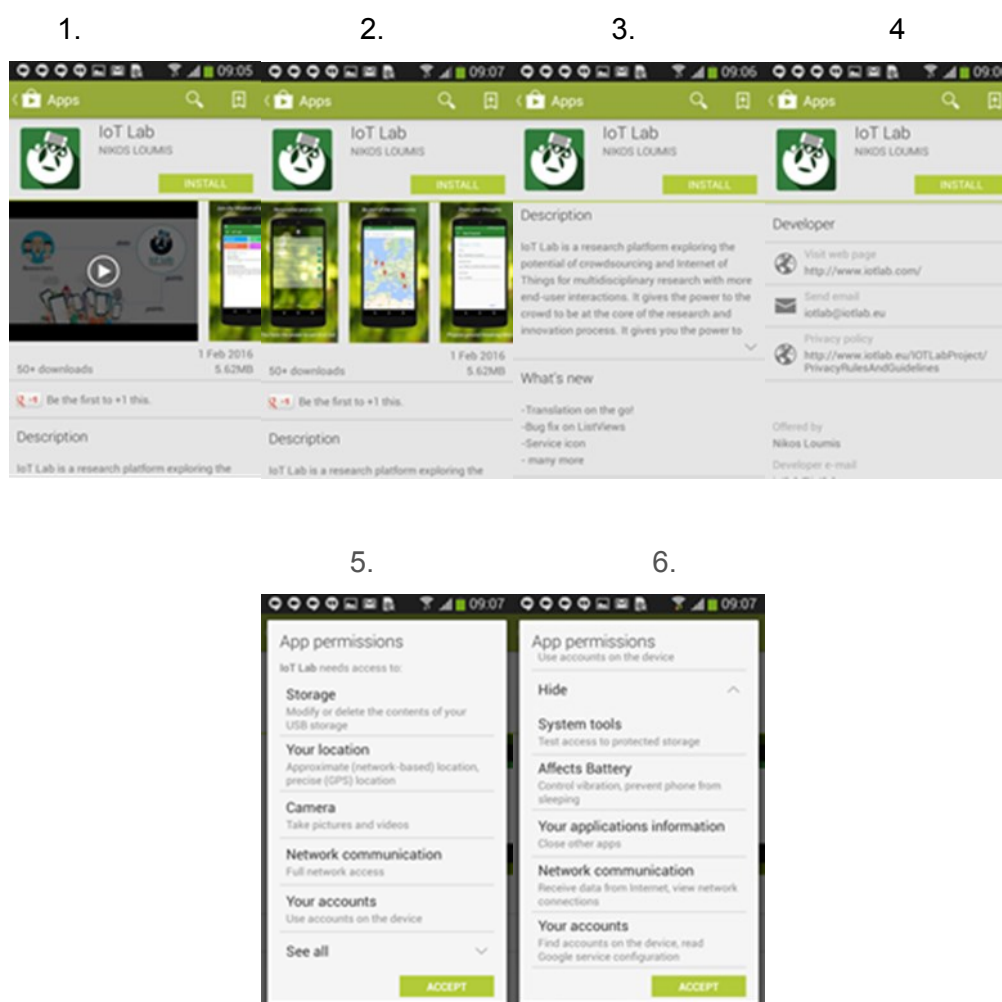 1.
2.
3.
4
09:05
Apps
IoT Lab
NIKOS LOUMIS
INSTALL
50+ downloads
1 Feb 2016
5.62MB
Be the first to +1 this.
Description
IoT Lab is a research platform exploring the
09:07
Apps
IoT Lab
NIKOS LOUMIS
INSTALL
50+ downloads
1 Feb 2016
5.62MB
Be the first to +1 this.
Description
IoT Lab is a research platform exploring the
09:06
Apps
IoT Lab
NIKOS LOUMIS
INSTALL
Description
IoT Lab is a research platform exploring the
potential of crowdsourcing and Internet of
Things for multidisciplinary research with more
end-user interactions. It gives the power to the
crowd to be at the core of the research and
innovation process. It gives you the power to
What's new
-Translation on the go!
-Bug fix on ListViews
-Service icon
- many more
09:0
Apps
IoT Lab
NIKOS LOUMIS
INSTALL
Developer
Visit web page
http://www.iotlab.com/
Send email
iotlab@iotlab.eu
Privacy policy
http://www.iotlab.eu/IOTLabProject/
PrivacyRulesAndGuidelines
Offered by
Nikos Loumis
Developer e-mail
5.
6.
09:07
App permissions
IoT Lab needs access to:
Storage
Modify or delete the contents of your
USB storage
Your location
Approximate (network-based) location,
precise (GPS) location
Camera
Take pictures and videos
Network communication
Full network access
Your accounts
Use accounts on the device
See all
ACCEPT
09:07
App permissions
Use accounts on the device
Hide
System tools
Test access to protected storage
Affects Battery
Control vibration, prevent phone from
sleeping
Your applications information
Close other apps
Network communication
Receive data from Internet, view network
connections
Your accounts
Find accounts on the device, read
Google service configuration
ACCEPT